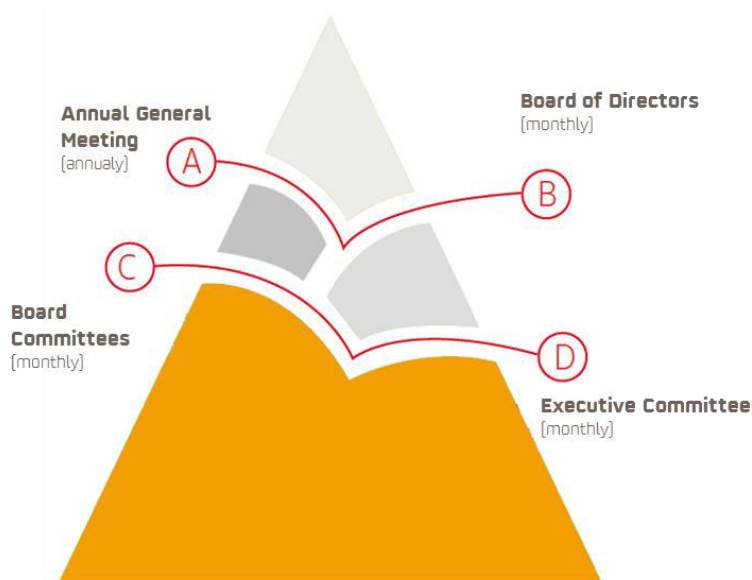 Annual General
Meeting
(annualy)
A
Board of Directors
(monthly)
B
C
Board
Committees
(monthly)
D
Executive Committee
(monthly)